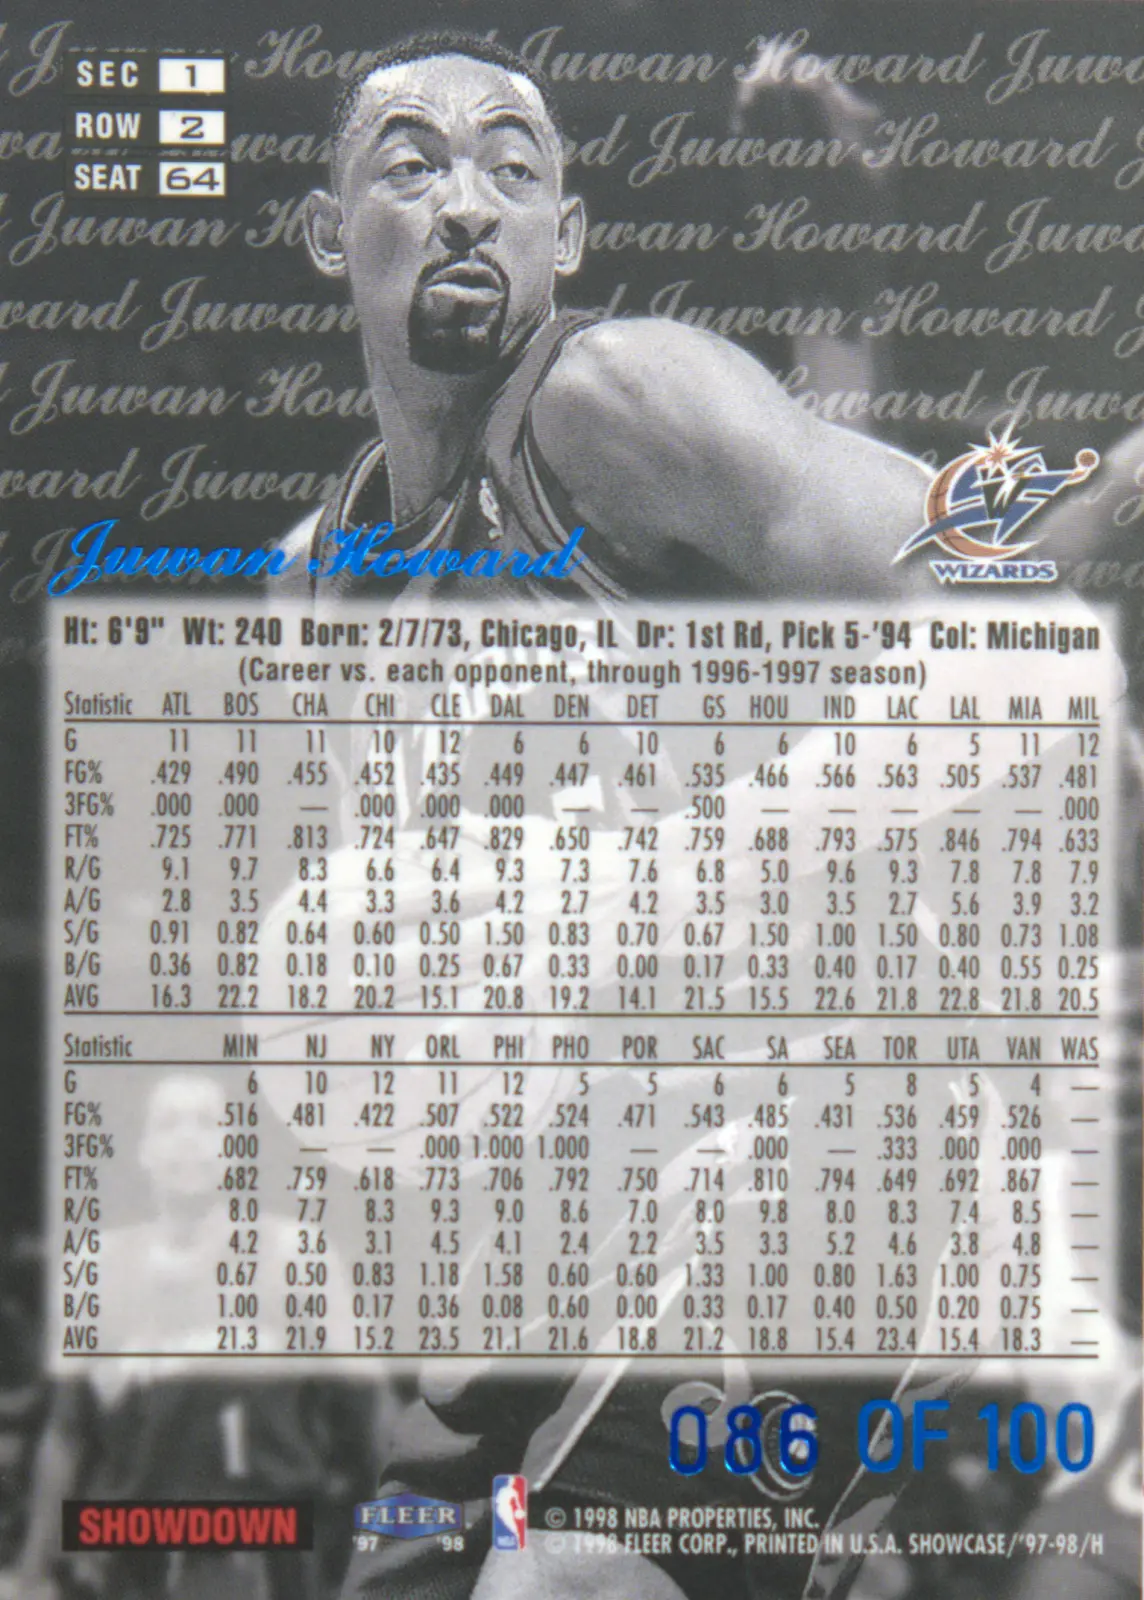 SEC 1
ROW 2
SEAT 64
Juwan Howard Juwan Howard
Juwan Howard
WIZARDS
Ht: 6'9" Wt: 240 Born: 2/7/73, Chicago, IL Dr: 1st Rd, Pick 5-'94 Col: Michigan
(Career vs. each opponent, through 1996-1997 season)
Statistic ATL BOS CHA CHI CLE DAL DEN DET GS HOU IND LAC LAL MIA MIL
G 11 11 11 10 12 6 6 10 6 6 10 6 5 11 12
FG% .429 .490 .455 .452 .435 .449 .447 .461 .535 .466 .566 .563 .505 .537 .481
3FG% .000 .000 — .000 .000 .000 — — .500 — — — — — .000
FT% .725 .771 .813 .724 .647 .829 .650 .742 .759 .688 .793 .575 .846 .794 .633
R/G 9.1 9.7 8.3 6.6 6.4 9.3 7.3 7.6 6.8 5.0 9.6 9.3 7.8 7.8 7.9
A/G 2.8 3.5 4.4 3.3 3.6 4.2 2.7 4.2 3.5 3.0 3.5 2.7 5.6 3.9 3.2
S/G 0.91 0.82 0.64 0.60 0.50 1.50 0.83 0.70 0.67 1.50 1.00 1.50 0.80 0.73 1.08
B/G 0.36 0.82 0.18 0.10 0.25 0.67 0.33 0.00 0.17 0.33 0.40 0.17 0.40 0.55 0.25
AVG 16.3 22.2 18.2 20.2 15.1 20.8 19.2 14.1 21.5 15.5 22.6 21.8 22.8 21.8 20.5
Statistic MIN NJ NY ORL PHI PHO POR SAC SA SEA TOR UTA VAN WAS
G 6 10 12 11 12 5 5 6 6 5 8 5 4 —
FG% .516 .481 .422 .507 .522 .524 .471 .543 .485 .431 .536 .459 .526 —
3FG% .000 — — .000 1.000 1.000 — — .000 — .333 .000 .000 —
FT% .682 .759 .618 .773 .706 .792 .750 .714 .810 .794 .649 .692 .867 —
R/G 8.0 7.7 8.3 9.3 9.0 8.6 7.0 8.0 9.8 8.0 8.3 7.4 8.5 —
A/G 4.2 3.6 3.1 4.5 4.1 2.4 2.2 3.5 3.3 5.2 4.6 3.8 4.8 —
S/G 0.67 0.50 0.83 1.18 1.58 0.60 0.60 1.33 1.00 0.80 1.63 1.00 0.75 —
B/G 1.00 0.40 0.17 0.36 0.08 0.60 0.00 0.33 0.17 0.40 0.50 0.20 0.75 —
AVG 21.3 21.9 15.2 23.5 21.1 21.6 18.8 21.2 18.8 15.4 23.4 15.4 18.3 —
1
086 OF 100
SHOWDOWN
FLEER
'97 '98
NBA
© 1998 NBA PROPERTIES, INC.
© 1998 FLEER CORP., PRINTED IN U.S.A. SHOWCASE/'97-98/H